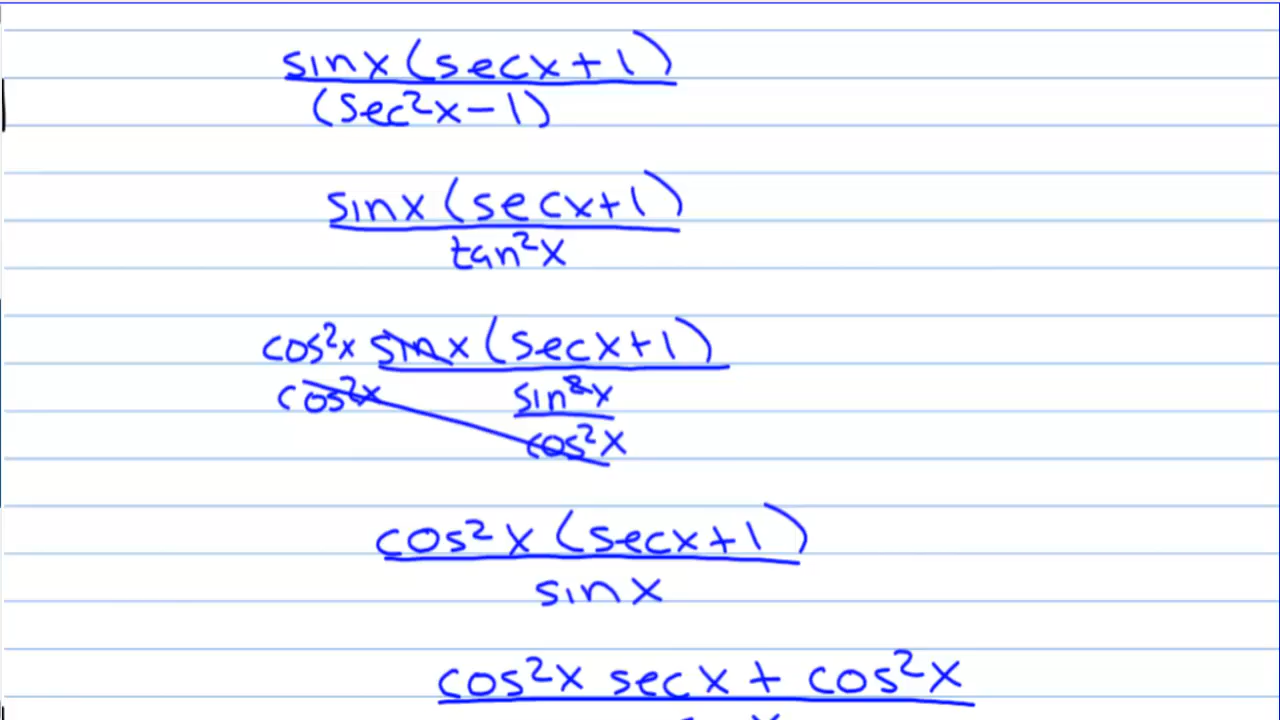 sinx (secx+1)
(sec²x-1)
sinx (secx+1)
tan²x
cos²x sinx (secx+1)
cos²x sin²x
cos²x
cos²x (secx+1)
sinx
cos²x secx + cos²x